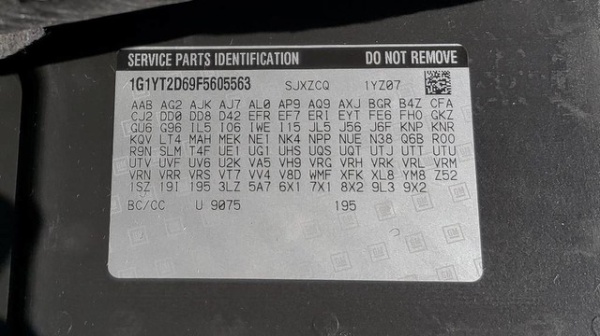 SERVICE PARTS IDENTIFICATION DO NOT REMOVE
1G1YT2D69F5605563 SJXZCQ 1YZ07
AAB AG2 AJK AJ7 AL0 AP9 AQ9 AXJ BGR B4Z CFA
CJ2 DD0 DD8 D42 EFR EF7 ERI EYT FE6 FHO GKZ
GU6 G96 IL5 IO6 IWE I15 JL5 J56 J6F KNP KNR
KQV LT4 MAH MEK NE1 NK4 NPP NUE N38 Q6B R00
R9N SLM T4F UE1 UGI UHS UQS UQT UTJ UTT UTU
UTV UVF UV6 U2K VA5 VH9 VRG VRH VRK VRL VRM
VRN VRR VRS VT7 VV4 V8D WMF XFK XL8 YM8 Z52
1SZ 19I 195 3LZ 5A7 6X1 7X1 8X2 9L3 9X2
BC/CC U 9075 195